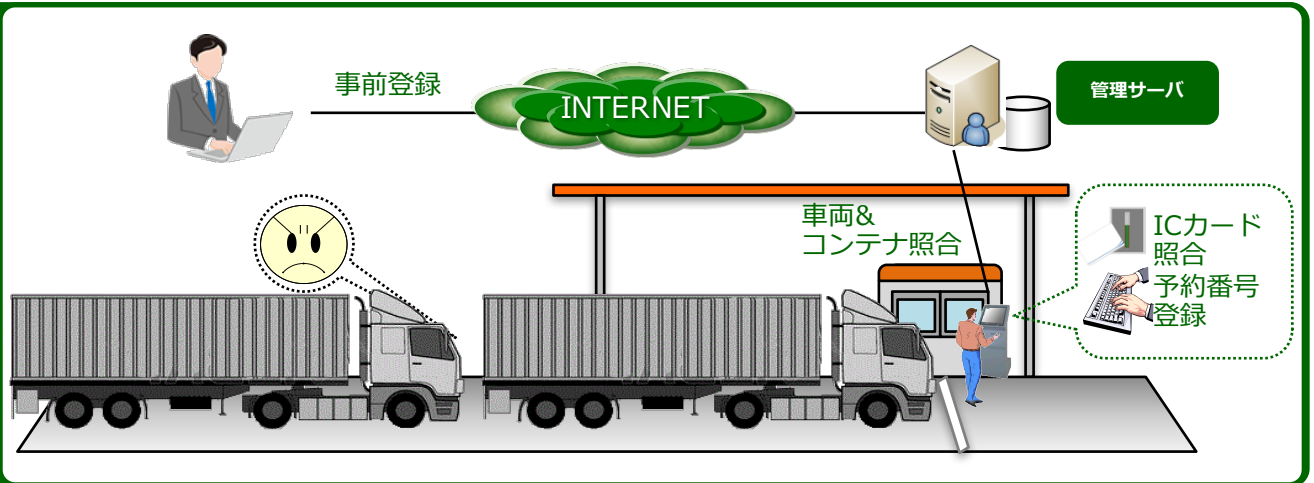 事前登録
INTERNET
管理サーバ
車両&
コンテナ照合
ICカード
照合
予約番号
登録